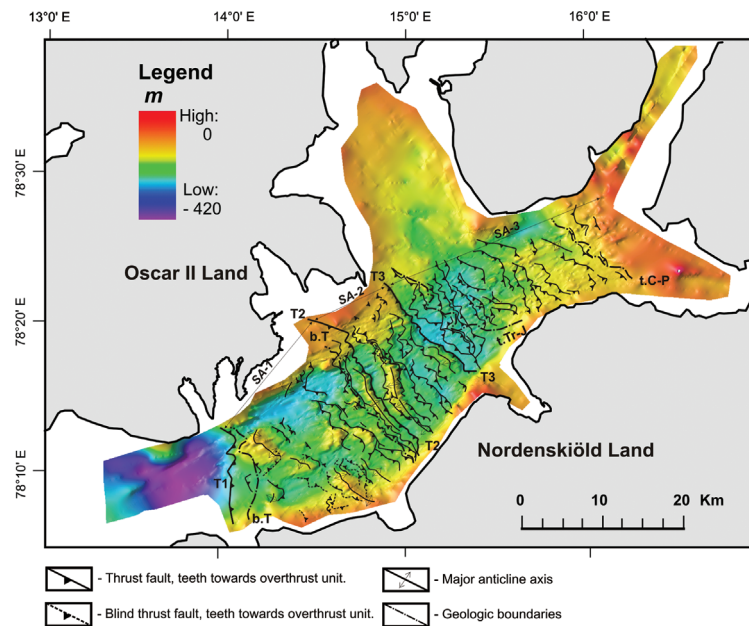 13°0' E
14°0' E
15°0' E
16°0' E
78°30' E
78°20' E
78°10' E
Legend
m
High:
0
Low:
- 420
Oscar II Land
Nordenskiöld Land
SA-3
T3
SA-2
T2
b.T
SA-1
t.C-P
t.Tr-J
T3
T2
T1
b.T
0 10 20 Km
- Thrust fault, teeth towards overthrust unit.
- Major anticline axis
- Blind thrust fault, teeth towards overthrust unit.
- Geologic boundaries